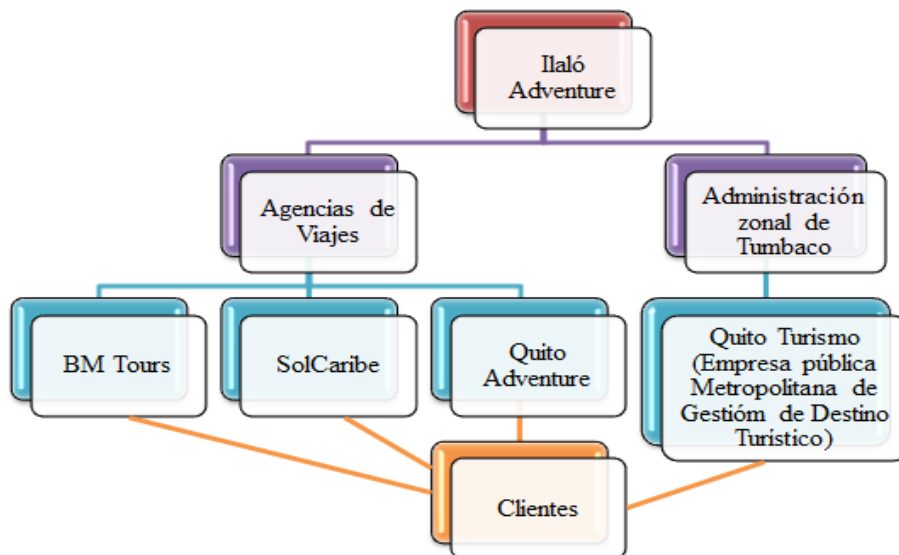 Ilaló
Adventure
Agencias de
Viajes
Administración
zonal de
Tumbaco
BM Tours
SolCaribe
Quito
Adventure
Quito Turismo
(Empresa pública
Metropolitana de
Gestióm de Destino
Turístico)
Clientes